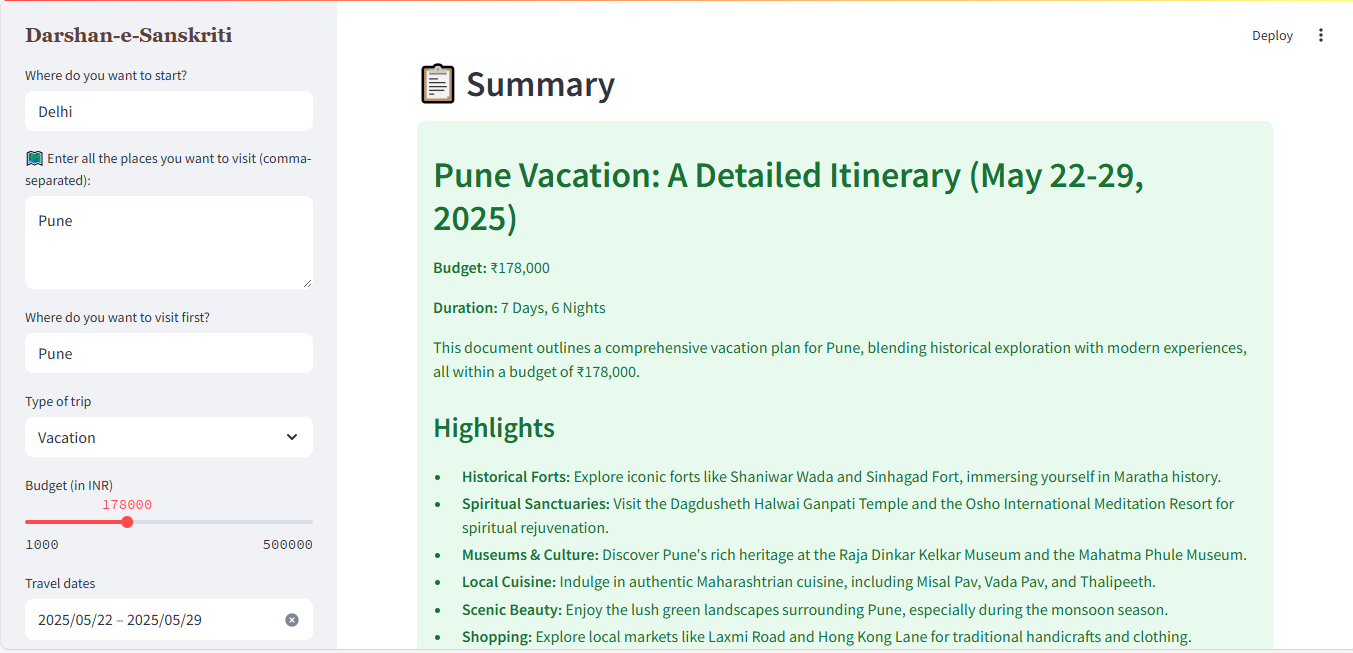 Darshan-e-Sanskriti
Where do you want to start?
Delhi
Enter all the places you want to visit (comma-
separated):
Pune
Where do you want to visit first?
Pune
Type of trip
Vacation
Budget (in INR)
178000
1000
500000
Travel dates
2025/05/22 – 2025/05/29
Deploy
Summary
Pune Vacation: A Detailed Itinerary (May 22-29,
2025)
Budget: ₹178,000
Duration: 7 Days, 6 Nights
This document outlines a comprehensive vacation plan for Pune, blending historical exploration with modern experiences,
all within a budget of ₹178,000.
Highlights
• Historical Forts: Explore iconic forts like Shaniwar Wada and Sinhagad Fort, immersing yourself in Maratha history.
• Spiritual Sanctuaries: Visit the Dagdusheth Halwai Ganpati Temple and the Osho International Meditation Resort for
spiritual rejuvenation.
• Museums & Culture: Discover Pune's rich heritage at the Raja Dinkar Kelkar Museum and the Mahatma Phule Museum.
• Local Cuisine: Indulge in authentic Maharashtrian cuisine, including Misal Pav, Vada Pav, and Thalipeeth.
• Scenic Beauty: Enjoy the lush green landscapes surrounding Pune, especially during the monsoon season.
• Shopping: Explore local markets like Laxmi Road and Hong Kong Lane for traditional handicrafts and clothing.